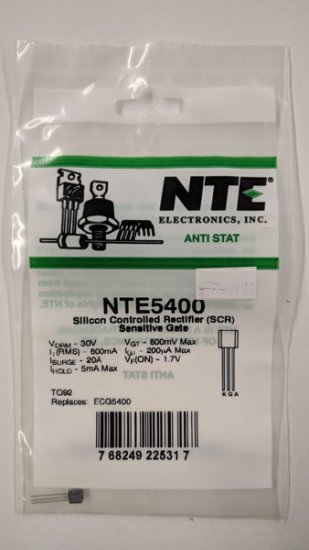 NTE
ELECTRONICS, INC.
ANTI STAT
NTE5400
Silicon Controlled Rectifier (SCR)
Sensitive Gate
VDRM - 30V VGT - 800mV Max
IT(RMS) - 800mA IGT - 200µA Max
ISURGE - 20A VF(ON) - 1.7V
IHOLD - 5mA Max
K G A
TO92
Replaces: ECG5400
7 68249 22531 7